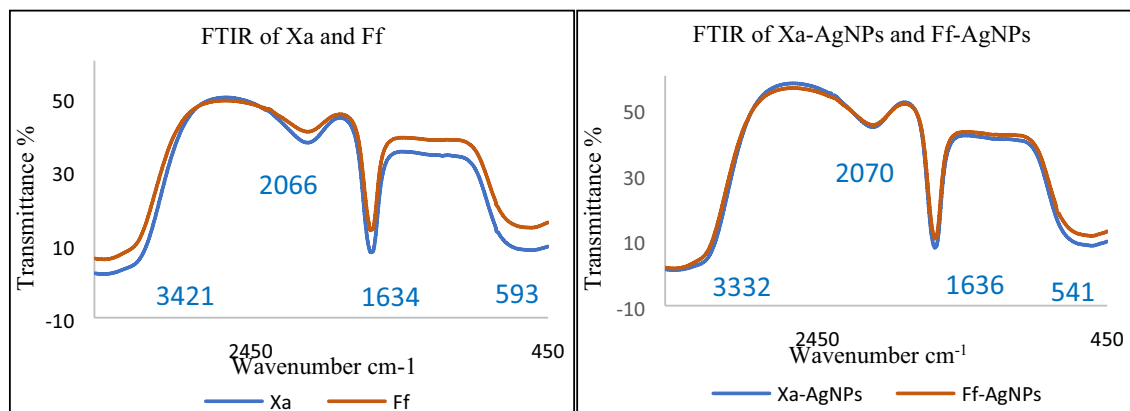 FTIR of Xa and Ff
Transmittance %
50
30
10
-10
2066
3421
1634
593
2450
450
Wavenumber cm-1
Xa
Ff
FTIR of Xa-AgNPs and Ff-AgNPs
Transmittance %
50
30
10
-10
2070
3332
1636
541
2450
450
Wavenumber cm-1
Xa-AgNPs
Ff-AgNPs